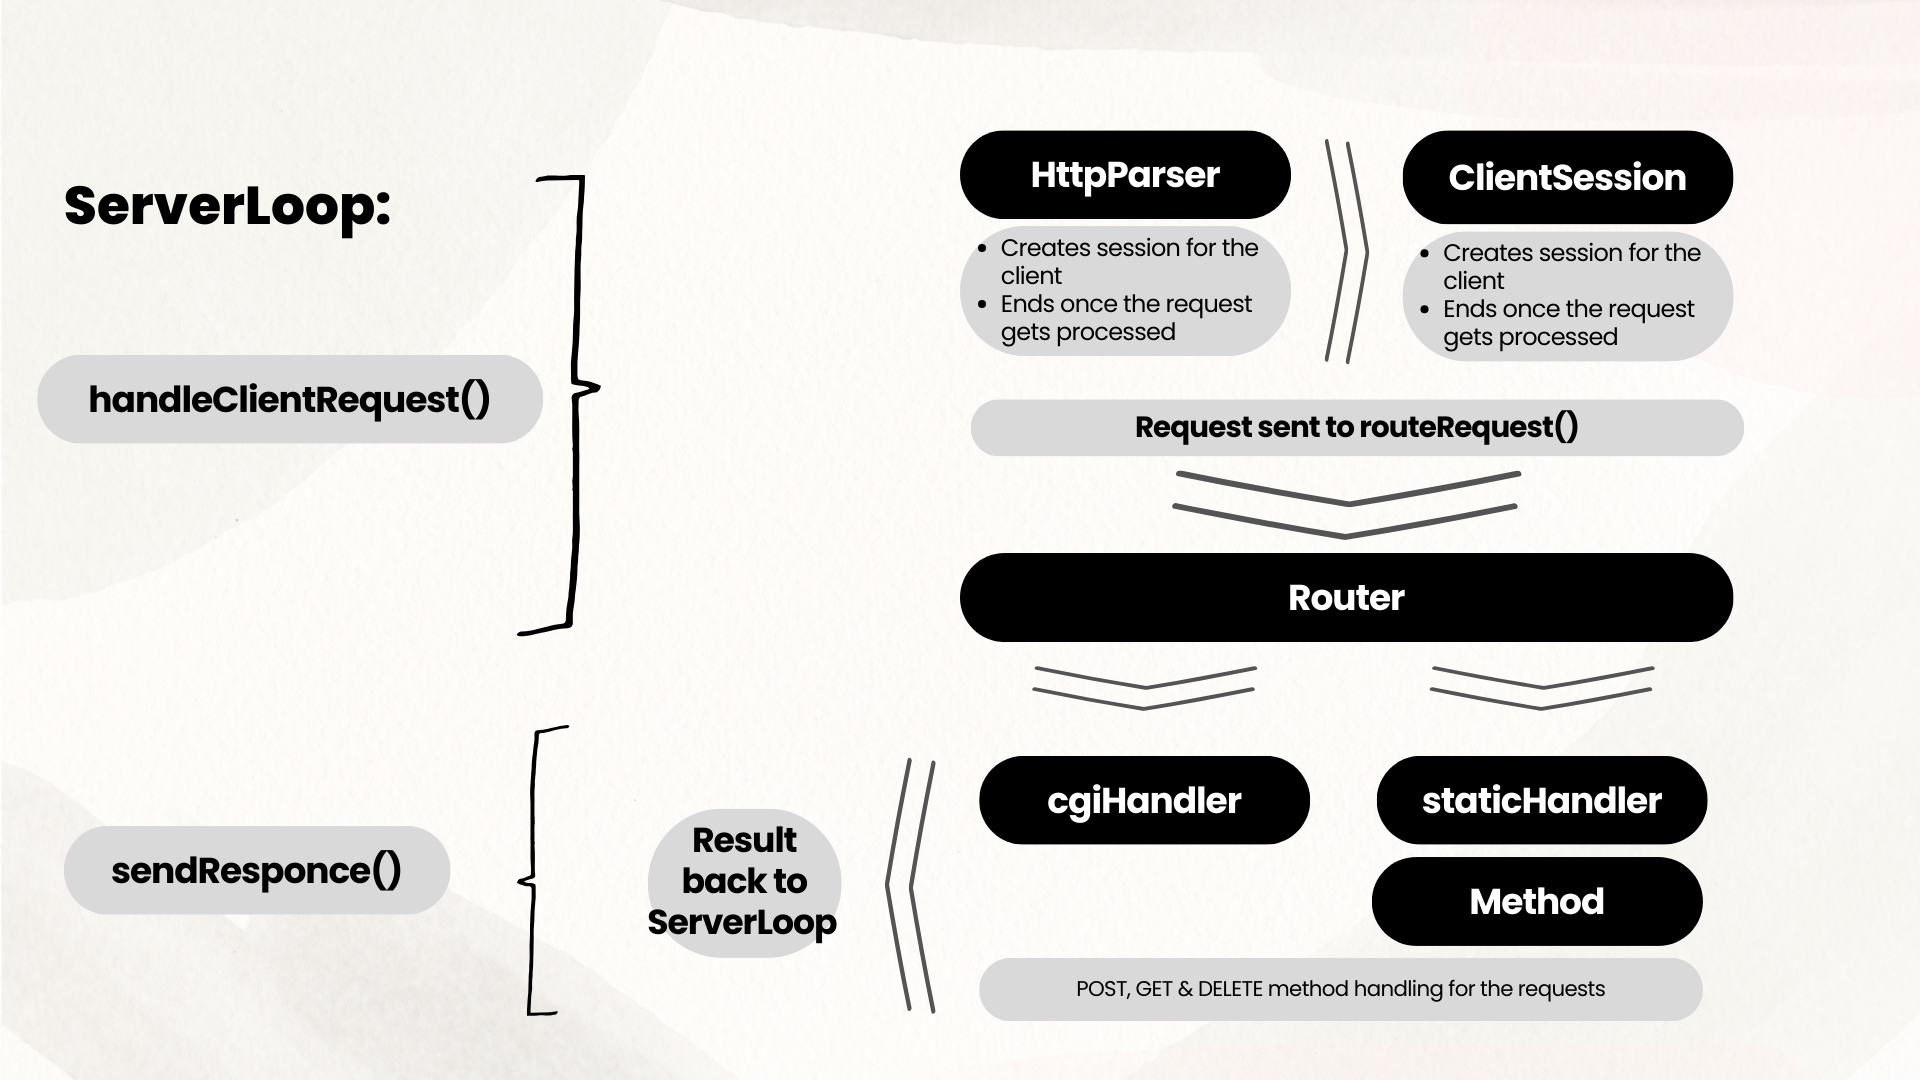 ServerLoop:
handleClientRequest()
HttpParser
• Creates session for the
client
• Ends once the request
gets processed
ClientSession
• Creates session for the
client
• Ends once the request
gets processed
Request sent to routeRequest()
Router
cgiHandler
staticHandler
Method
POST, GET & DELETE method handling for the requests
Result
back to
ServerLoop
sendResponce()